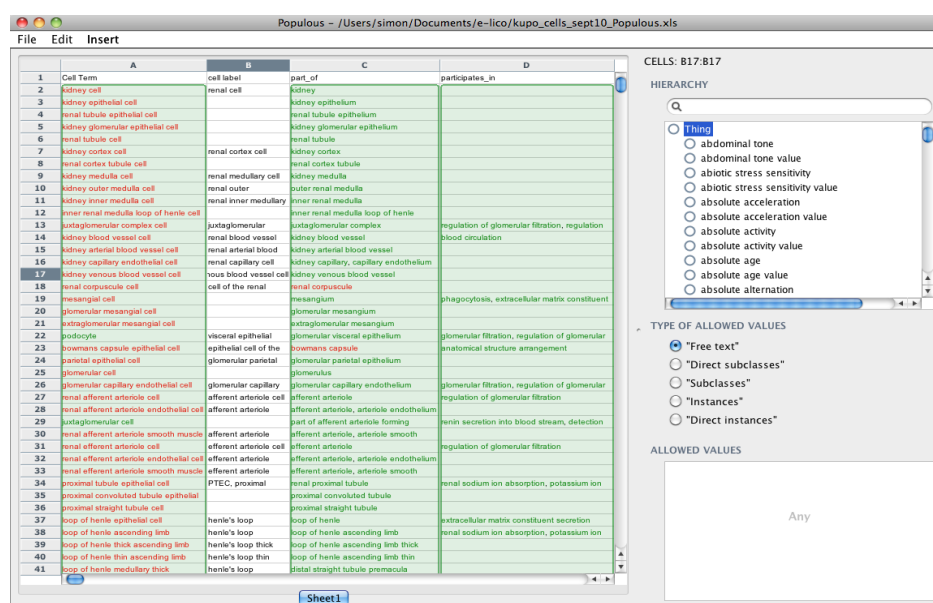 Populous – /Users/simon/Documents/e-lico/kupo_cells_sept10_Populous.xls
File Edit Insert
A B C D
1 Cell Term cell label part_of participates_in
2 kidney cell renal cell kidney
3 kidney epithelial cell kidney epithelium
4 renal tubule epithelial cell renal tubule epithelium
5 kidney glomerular epithelial cell kidney glomerular epithelium
6 renal tubule cell renal tubule
7 kidney cortex cell renal cortex cell kidney cortex
8 renal cortex tubule cell renal cortex tubule
9 kidney medulla cell renal medullary cell kidney medulla
10 kidney outer medulla cell renal outer outer renal medulla
11 kidney inner medulla cell renal inner medullary inner renal medulla
12 inner renal medulla loop of henle cell inner renal medulla loop of henle
13 juxtaglomerular complex cell juxtaglomerular juxtaglomerular complex regulation of glomerular filtration, regulation
14 kidney blood vessel cell renal blood vessel kidney blood vessel blood circulation
15 kidney arterial blood vessel cell renal arterial blood kidney arterial blood vessel
16 kidney capillary endothelial cell renal capillary cell kidney capillary, capillary endothelium
17 kidney venous blood vessel cell nous blood vessel cell kidney venous blood vessel
18 renal corpuscule cell cell of the renal renal corpuscule
19 mesangial cell mesangium phagocytosis, extracellular matrix constituent
20 glomerular mesangial cell glomerular mesangium
21 extraglomerular mesangial cell extraglomerular mesangium
22 podocyte visceral epithelial glomerular visceral epithelium glomerular filtration, regulation of glomerular
23 bowmans capsule epithelial cell epithelial cell of the bowmans capsule anatomical structure arrangement
24 parietal epithelial cell glomerular parietal glomerular parietal epithelium
25 glomerular cell glomerulus
26 glomerular capillary endothelial cell glomerular capillary glomerular capillary endothelium glomerular filtration, regulation of glomerular
27 renal afferent arteriole cell afferent arteriole cell afferent arteriole regulation of glomerular filtration
28 renal afferent arteriole endothelial cell afferent arteriole afferent arteriole, arteriole endothelium
29 juxtaglomerular cell part of afferent arteriole forming renin secretion into blood stream, detection
30 renal afferent arteriole smooth muscle afferent arteriole afferent arteriole, arteriole smooth
31 renal efferent arteriole cell efferent arteriole cell efferent arteriole regulation of glomerular filtration
32 renal efferent arteriole endothelial cell efferent arteriole efferent arteriole, arteriole endothelium
33 renal efferent arteriole smooth muscle efferent arteriole efferent arteriole, arteriole smooth
34 proximal tubule epithelial cell PTEC, proximal renal proximal tubule renal sodium ion absorption, potassium ion
35 proximal convoluted tubule epithelial proximal convoluted tubule
36 proximal straight tubule cell proximal straight tubule
37 loop of henle epithelial cell henle's loop loop of henle extracellular matrix constituent secretion
38 loop of henle ascending limb henle's loop loop of henle ascending limb renal sodium ion absorption, potassium ion
39 loop of henle thick ascending limb henle's loop thick loop of henle ascending limb thick
40 loop of henle thin ascending limb henle's loop thin loop of henle ascending limb thin
41 loop of henle medullary thick henle's loop distal straight tubule premacula
Sheet1
CELLS: B17:B17
HIERARCHY
Thing
abdominal tone
abdominal tone value
abiotic stress sensitivity
abiotic stress sensitivity value
absolute acceleration
absolute acceleration value
absolute activity
absolute activity value
absolute age
absolute age value
absolute alternation
TYPE OF ALLOWED VALUES
"Free text"
"Direct subclasses"
"Subclasses"
"Instances"
"Direct instances"
ALLOWED VALUES
Any